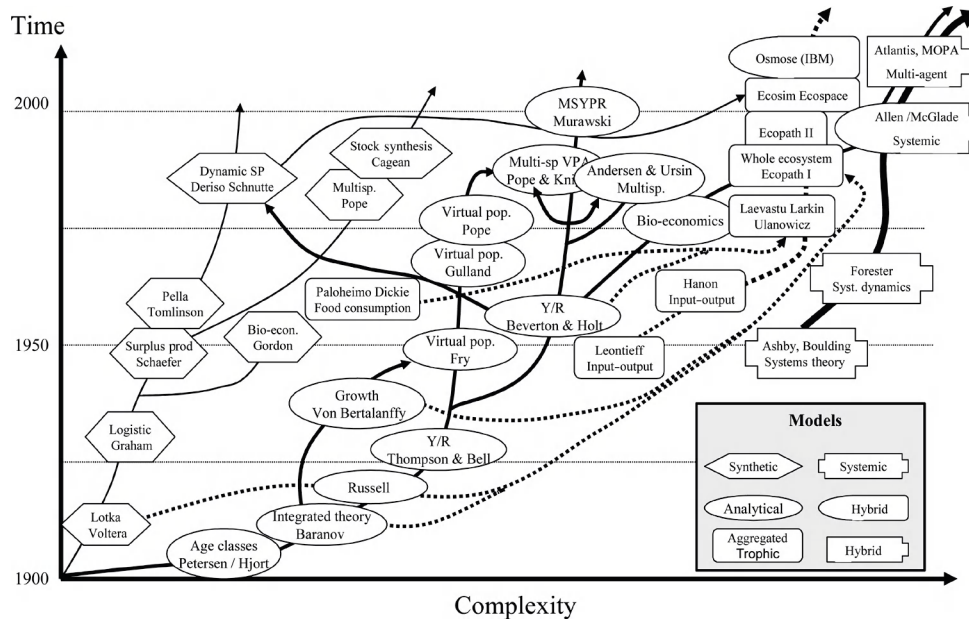 Time
2000
1950
1900
Complexity
Osmose (IBM)
Atlantis, MOPA
Multi-agent
Ecosim Ecospace
MSYPR
Murawski
Allen /McGlade
Systemic
Ecopath II
Stock synthesis
Cagean
Dynamic SP
Deriso Schnutte
Multi-sp VPA
Pope & Kni
Andersen & Ursin
Multisp.
Whole ecosystem
Ecopath I
Multisp.
Pope
Virtual pop.
Pope
Bio-economics
Laevastu Larkin
Ulanowicz
Virtual pop.
Gulland
Forester
Syst. dynamics
Pella
Tomlinson
Paloheimo Dickie
Food consumption
Hanon
Input-output
Y/R
Beverton & Holt
Bio-econ.
Gordon
Surplus prod
Schaefer
Virtual pop.
Fry
Leontieff
Input-output
Ashby, Boulding
Systems theory
Growth
Von Bertalanffy
Logistic
Graham
Y/R
Thompson & Bell
Russell
Lotka
Voltera
Integrated theory
Baranov
Age classes
Petersen / Hjort
Models
Synthetic
Systemic
Analytical
Hybrid
Aggregated
Trophic
Hybrid